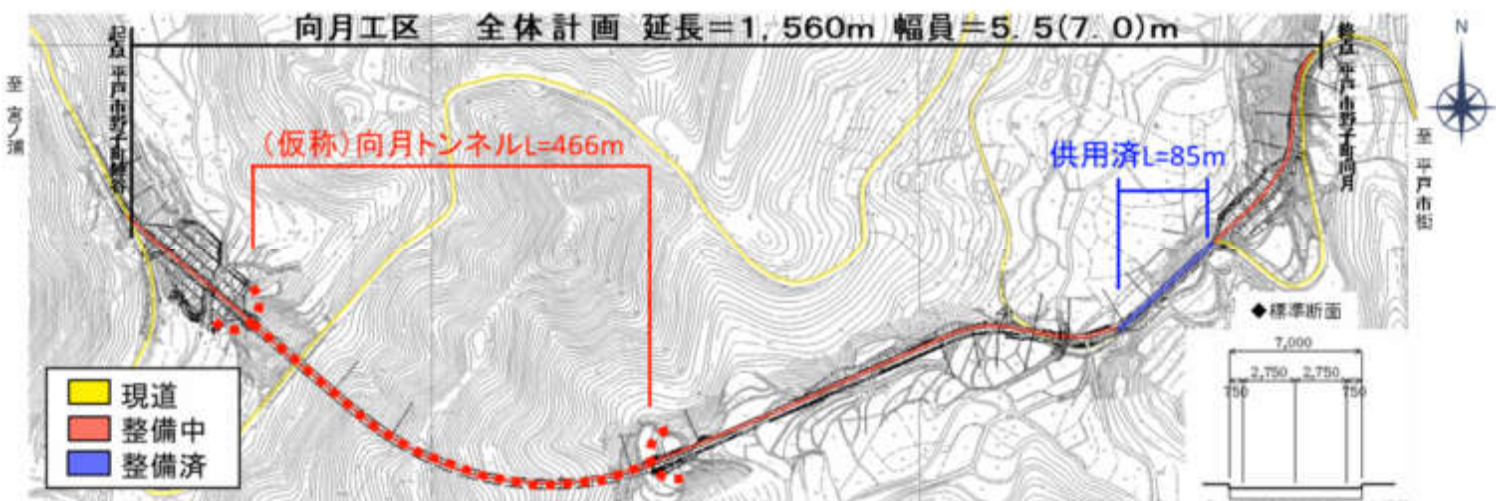 向月工区 全体計画 延長=1,560m 幅員=5.5(7.0)m
至 宮ノ浦
起点 平戸市野子町
(仮称)向月トンネルL=466m
供用済L=85m
終点 平戸市野子町向月
至 平戸市街
N
現道
整備中
整備済
◆標準断面
7,000
2,750 2,750
750 750